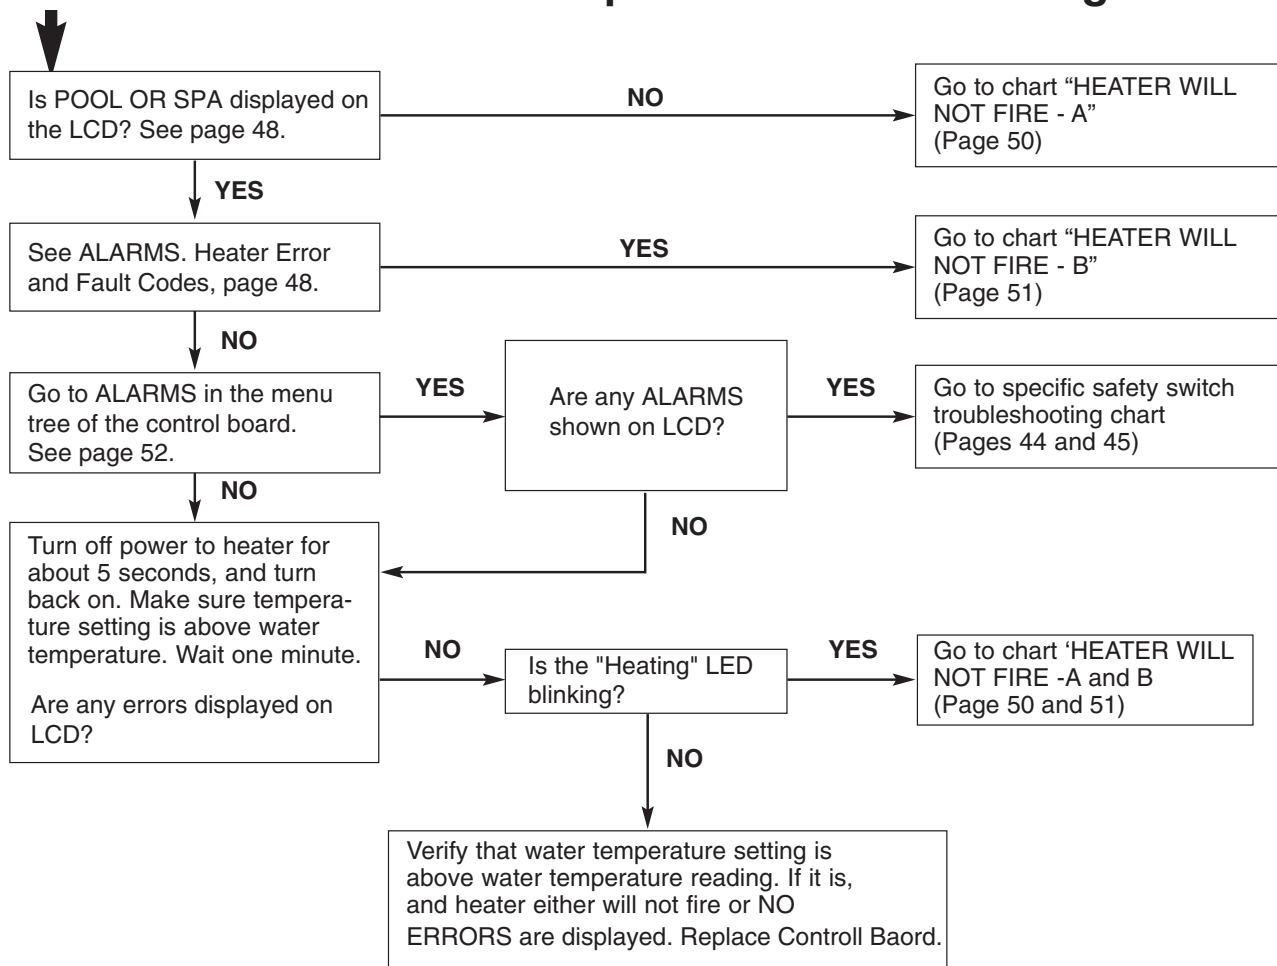 Is POOL OR SPA displayed on
the LCD? See page 48.
NO
Go to chart “HEATER WILL
NOT FIRE - A”
(Page 50)
YES
See ALARMS. Heater Error
and Fault Codes, page 48.
YES
Go to chart “HEATER WILL
NOT FIRE - B”
(Page 51)
NO
Go to ALARMS in the menu
tree of the control board.
See page 52.
YES
Are any ALARMS
shown on LCD?
YES
Go to specific safety switch
troubleshooting chart
(Pages 44 and 45)
NO
NO
Turn off power to heater for
about 5 seconds, and turn
back on. Make sure tempera-
ture setting is above water
temperature. Wait one minute.
Are any errors displayed on
LCD?
NO
Is the "Heating" LED
blinking?
YES
Go to chart ‘HEATER WILL
NOT FIRE -A and B
(Page 50 and 51)
NO
Verify that water temperature setting is
above water temperature reading. If it is,
and heater either will not fire or NO
ERRORS are displayed. Replace Controll Baord.